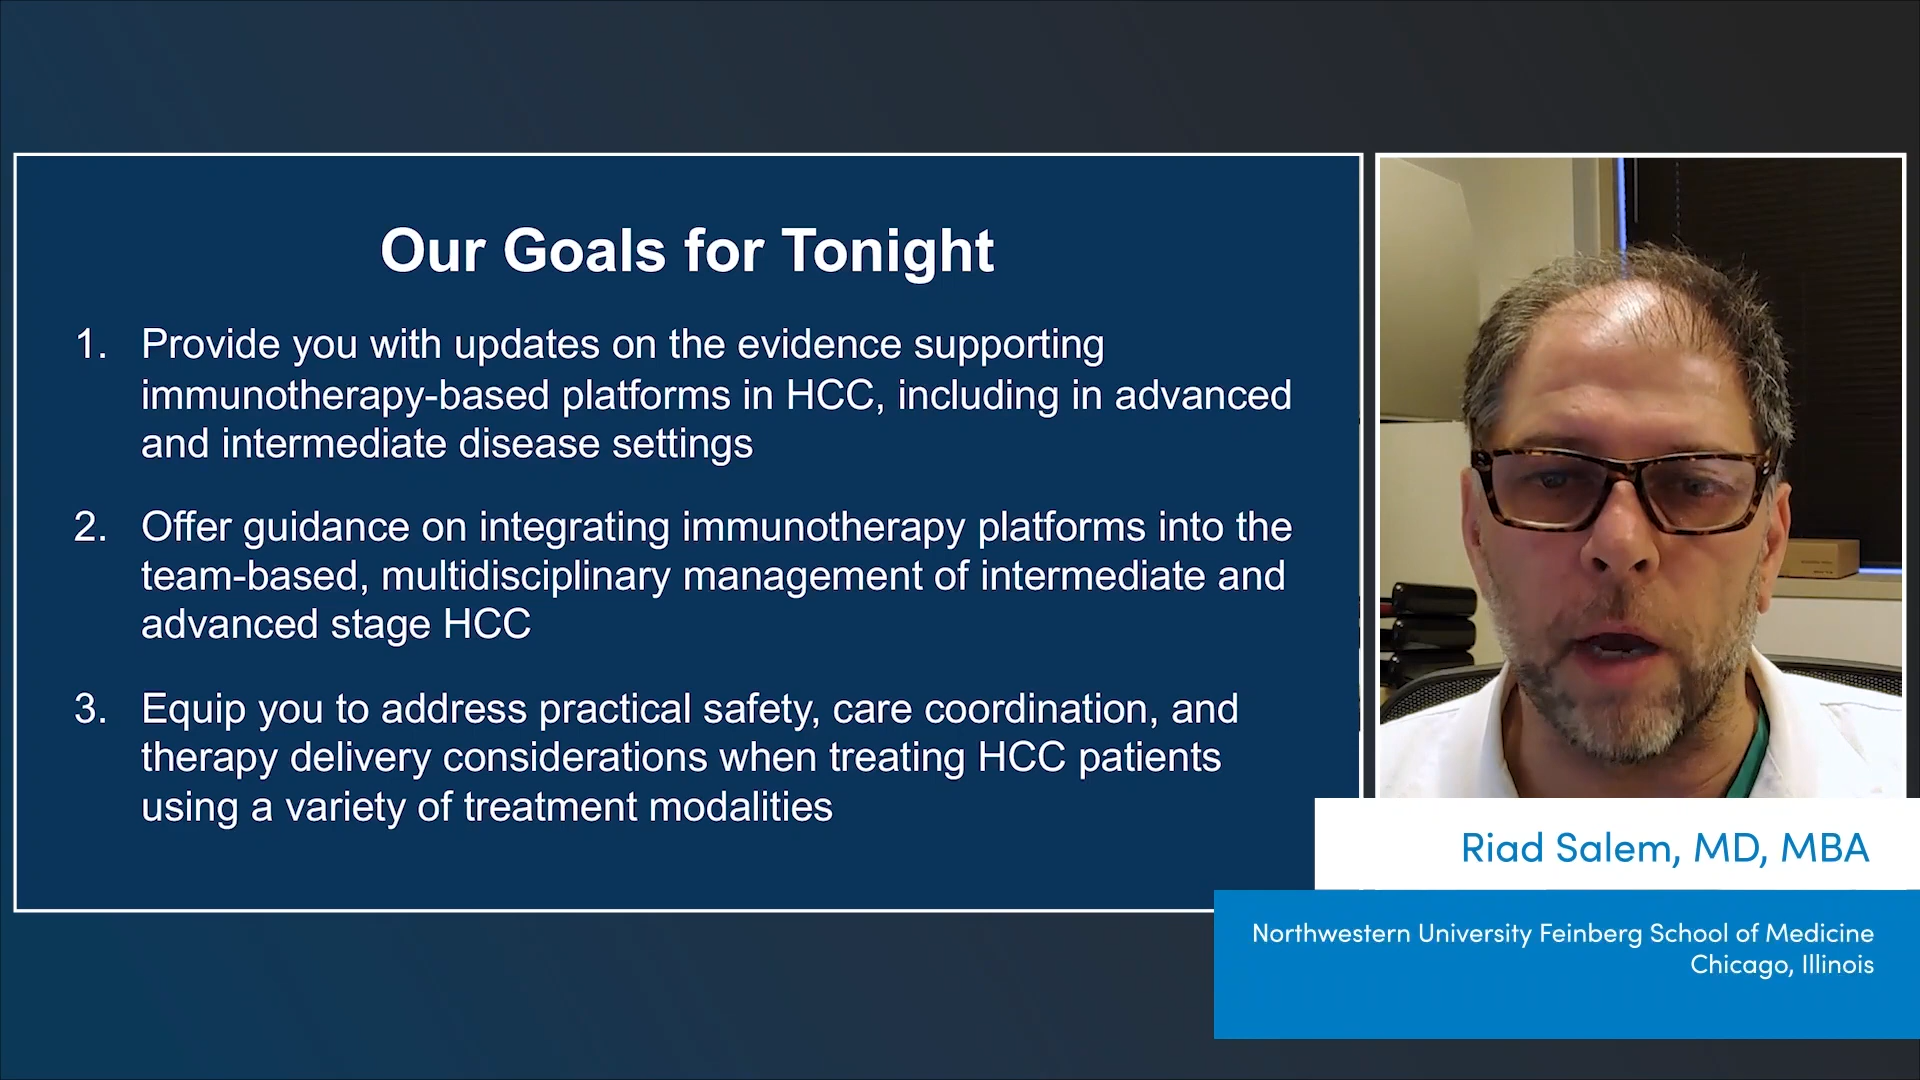 Our Goals for Tonight
1. Provide you with updates on the evidence supporting
immunotherapy-based platforms in HCC, including in advanced
and intermediate disease settings
2. Offer guidance on integrating immunotherapy platforms into the
team-based, multidisciplinary management of intermediate and
advanced stage HCC
3. Equip you to address practical safety, care coordination, and
therapy delivery considerations when treating HCC patients
using a variety of treatment modalities
Riad Salem, MD, MBA
Northwestern University Feinberg School of Medicine
Chicago, Illinois